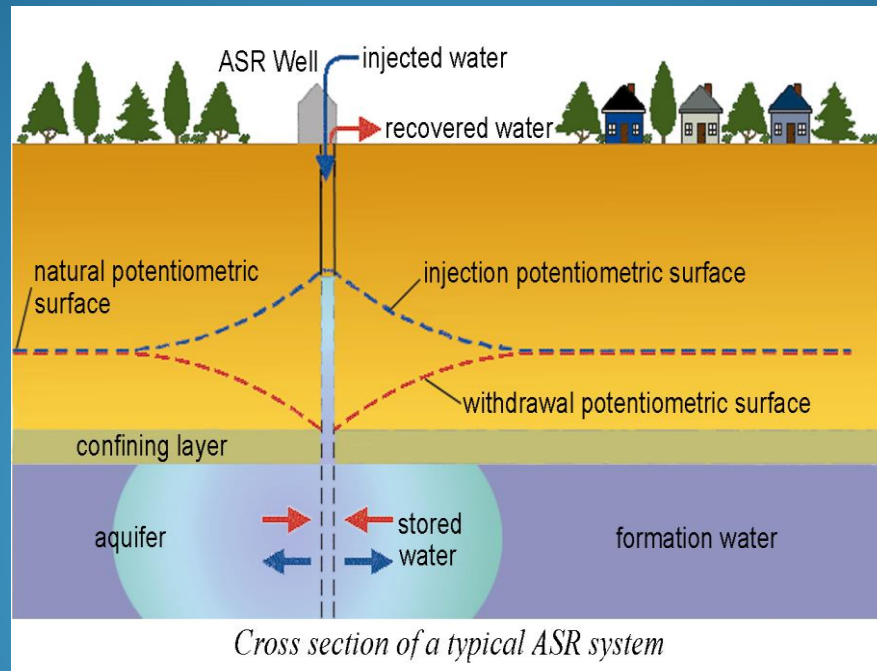 ASR Well
injected water
recovered water
natural potentiometric
surface
injection potentiometric surface
withdrawal potentiometric surface
confining layer
aquifer
stored
water
formation water
Cross section of a typical ASR system